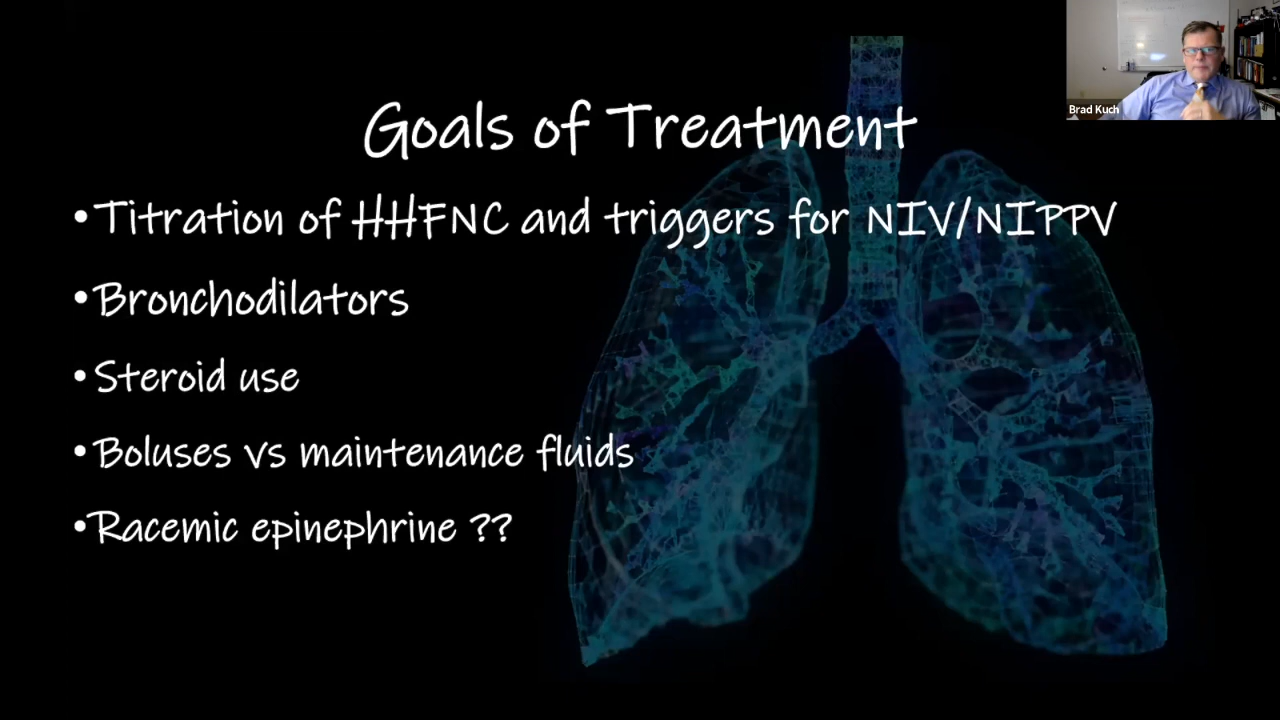 Goals of Treatment
Brad Kuch
•Titration of HHFNC and triggers for NIV/NIPPV
•Bronchodilators
•Steroid use
•Boluses vs maintenance fluids
•Racemic epinephrine ??